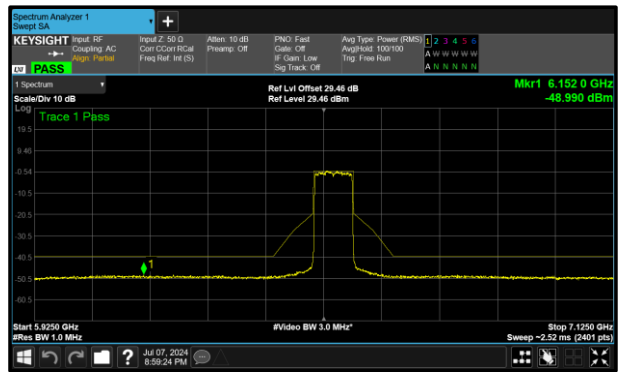 Spectrum Analyzer 1
Swept SA
KEYSIGHT Input: RF
Coupling: AC
Align: Partial
LXI PASS
Input Z: 50 Ω
Corr CCorr RCal
Freq Ref: Int (S)
Atten: 10 dB
Preamp: Off
PNO: Fast
Gate: Off
IF Gain: Low
Sig Track: Off
Avg Type: Power (RMS)
Avg|Hold: 100/100
Trig: Free Run
1 2 3 4 5 6
A W W W W W
A N N N N N
1 Spectrum
Scale/Div 10 dB
Ref Lvl Offset 29.46 dB
Ref Level 29.46 dBm
Mkr1 6.152 0 GHz
-48.990 dBm
Log
Trace 1 Pass
19.5
9.46
-0.54
-10.5
-20.5
-30.5
-40.5
-50.5
-60.5
1
Start 5.9250 GHz
#Res BW 1.0 MHz
#Video BW 3.0 MHz*
Stop 7.1250 GHz
Sweep ~2.52 ms (2401 pts)
?
Jul 07, 2024
8:59:24 PM